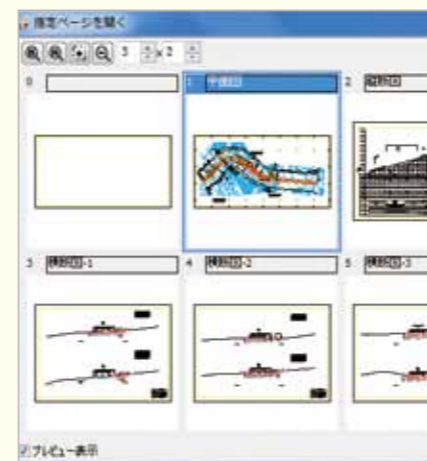 指定ページを開く
3 x 2
0
1 平面図
2 縦断図
3 横断図-1
4 横断図-2
5 横断図-3
プレビュー表示